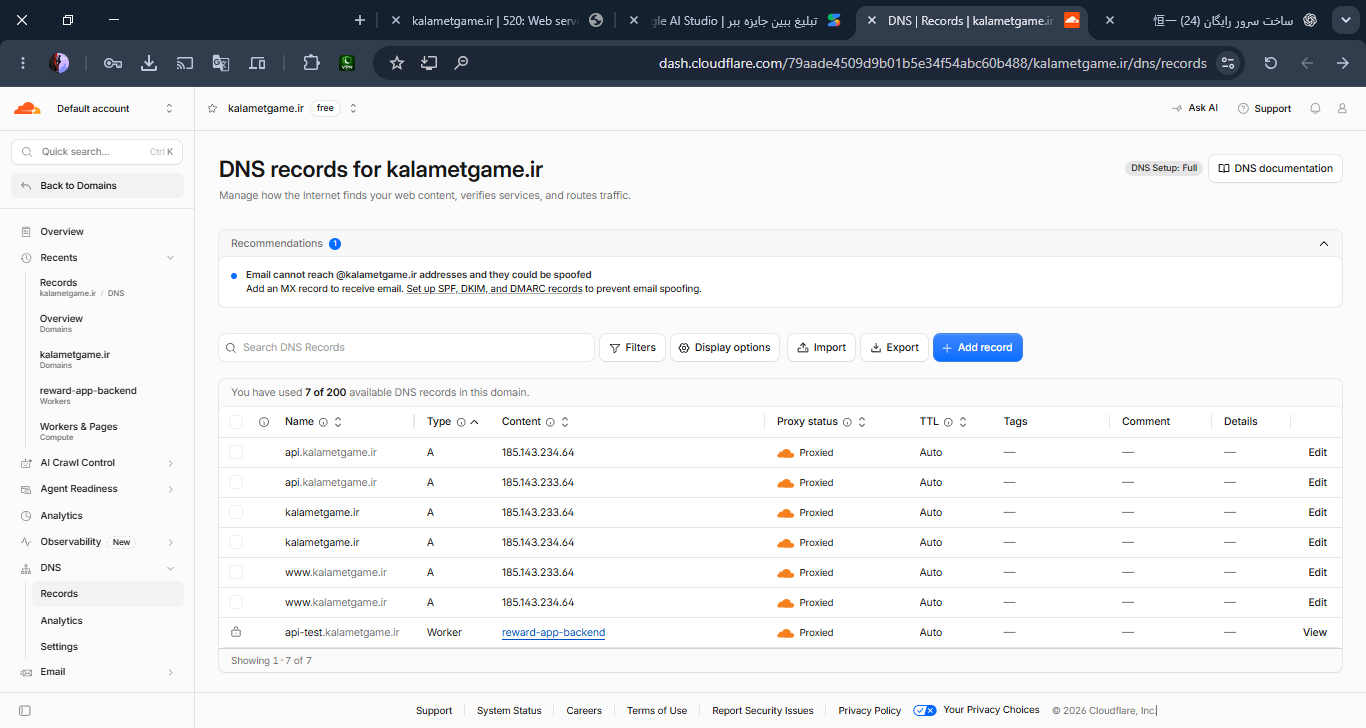 kalametgame.ir | 520: Web serv
gle AI Studio | تبلیغ ببین جایزه ببر
DNS | Records | kalametgame.ir
ساخت سرور رایگان (24) 恒一
VPN
dash.cloudflare.com/79aade4509d9b01b5e34f54abc60b488/kalametgame.ir/dns/records
Default account
kalametgame.ir free
Ask AI
Support
Quick search... Ctrl K
Back to Domains
Overview
Recents
Records
kalametgame.ir / DNS
Overview
Domains
kalametgame.ir
Domains
reward-app-backend
Workers
Workers & Pages
Compute
AI Crawl Control
Agent Readiness
Analytics
Observability New
DNS
Records
Analytics
Settings
Email
DNS records for kalametgame.ir
Manage how the Internet finds your web content, verifies services, and routes traffic.
DNS Setup: Full
DNS documentation
Recommendations 1
Email cannot reach @kalametgame.ir addresses and they could be spoofed
Add an MX record to receive email. Set up SPF, DKIM, and DMARC records to prevent email spoofing.
Search DNS Records
Filters
Display options
Import
Export
+ Add record
You have used 7 of 200 available DNS records in this domain.
Name Type Content Proxy status TTL Tags Comment Details
api.kalametgame.ir A 185.143.234.64 Proxied Auto — — — Edit
api.kalametgame.ir A 185.143.233.64 Proxied Auto — — — Edit
kalametgame.ir A 185.143.233.64 Proxied Auto — — — Edit
kalametgame.ir A 185.143.234.64 Proxied Auto — — — Edit
www.kalametgame.ir A 185.143.233.64 Proxied Auto — — — Edit
www.kalametgame.ir A 185.143.234.64 Proxied Auto — — — Edit
api-test.kalametgame.ir Worker reward-app-backend Proxied Auto — — — View
Showing 1-7 of 7
Support
System Status
Careers
Terms of Use
Report Security Issues
Privacy Policy
Your Privacy Choices
© 2026 Cloudflare, Inc.